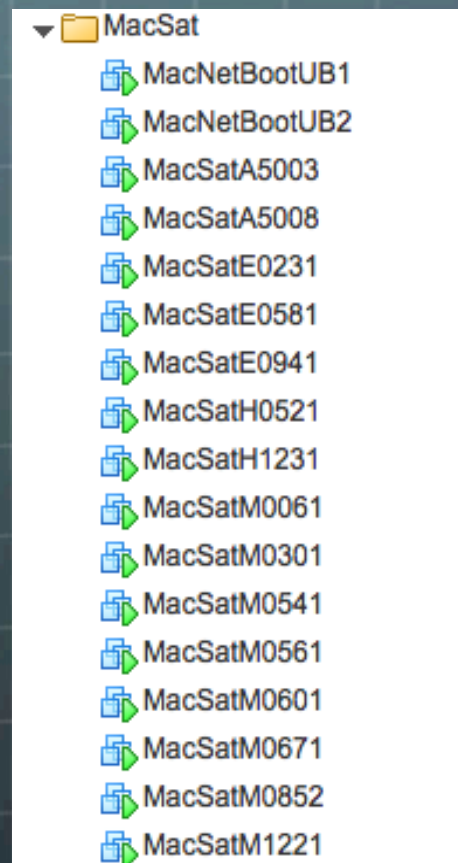 MacSat
MacNetBootUB1
MacNetBootUB2
MacSatA5003
MacSatA5008
MacSatE0231
MacSatE0581
MacSatE0941
MacSatH0521
MacSatH1231
MacSatM0061
MacSatM0301
MacSatM0541
MacSatM0561
MacSatM0601
MacSatM0671
MacSatM0852
MacSatM1221